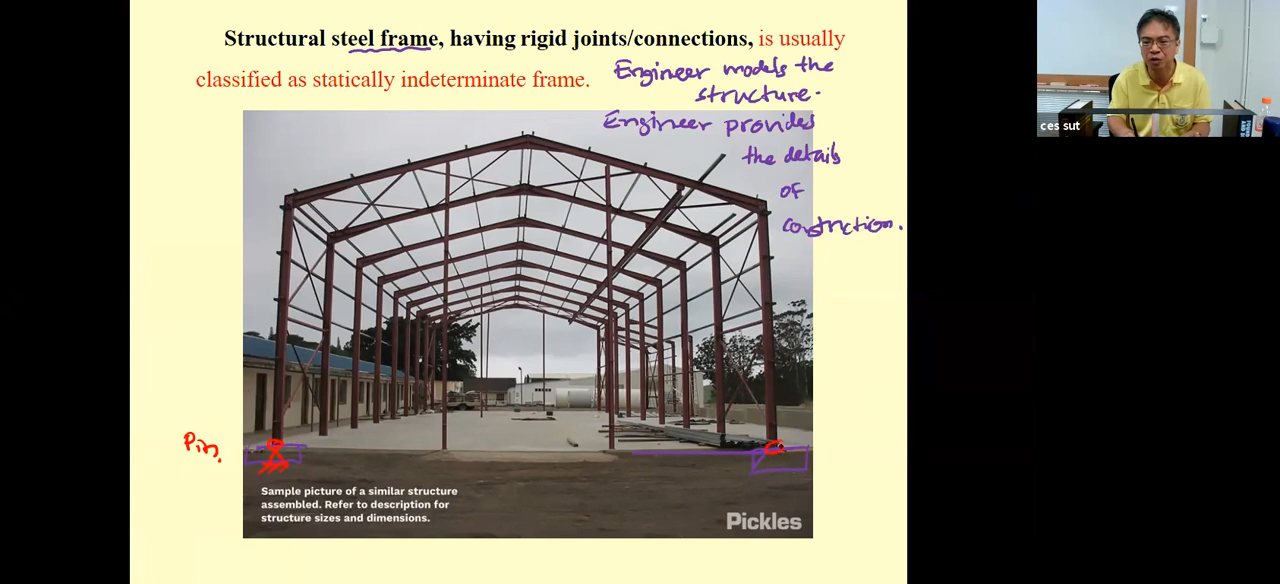 Structural steel frame, having rigid joints/connections, is usually
classified as statically indeterminate frame.
Engineer models the
structure.
Engineer provides
the details
of
constriction.
ces sut
Pin.
Sample picture of a similar structure
assembled. Refer to description for
structure sizes and dimensions.
Pickles